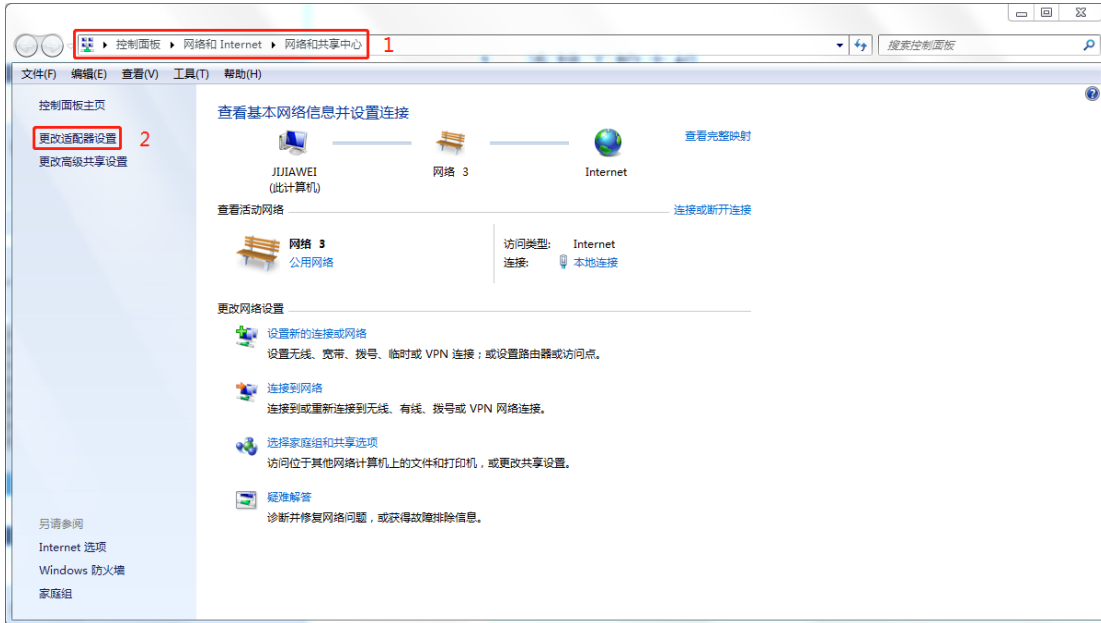 控制面板 ▸ 网络和 Internet ▸ 网络和共享中心 1
搜索控制面板
文件(F) 编辑(E) 查看(V) 工具(T) 帮助(H)
控制面板主页
更改适配器设置 2
更改高级共享设置
查看基本网络信息并设置连接
查看完整映射
JIJIAWEI
(此计算机)
网络 3
Internet
查看活动网络
连接或断开连接
网络 3
公用网络
访问类型: Internet
连接: 本地连接
更改网络设置
设置新的连接或网络
设置无线、宽带、拨号、临时或 VPN 连接；或设置路由器或访问点。
连接到网络
连接到或重新连接到无线、有线、拨号或 VPN 网络连接。
选择家庭组和共享选项
访问位于其他网络计算机上的文件和打印机，或更改共享设置。
疑难解答
诊断并修复网络问题，或获得故障排除信息。
另请参阅
Internet 选项
Windows 防火墙
家庭组